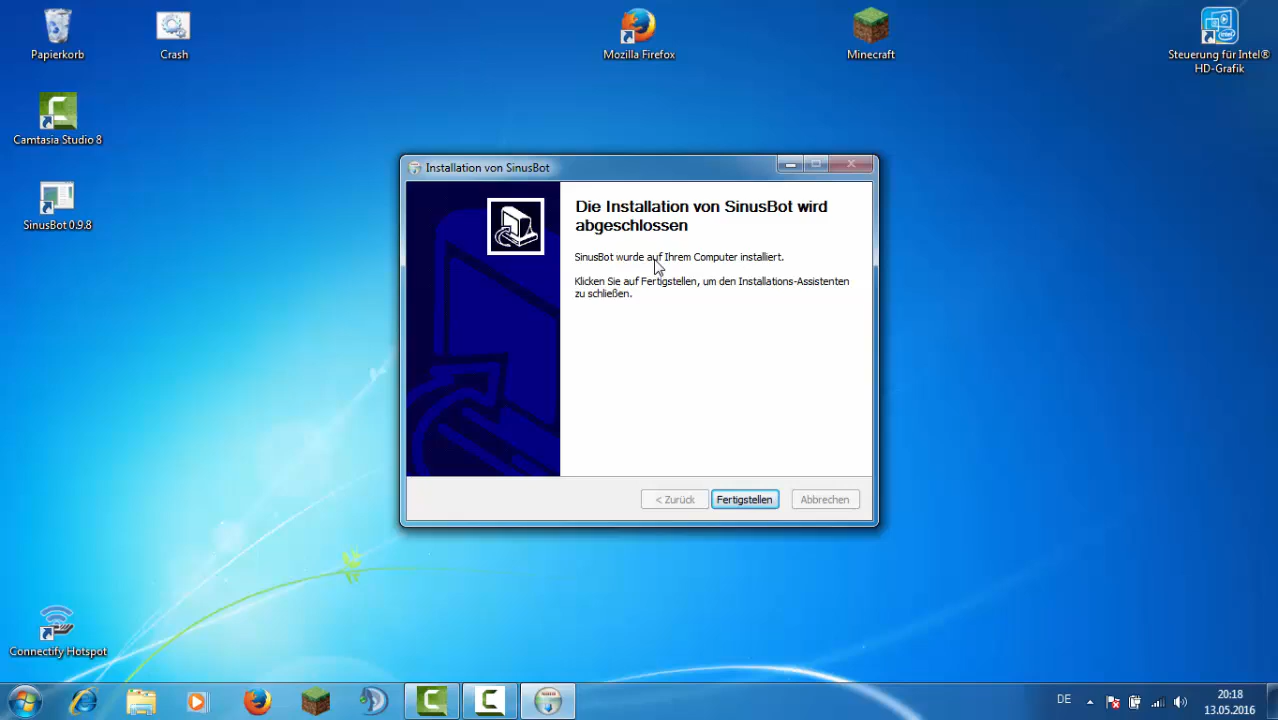 Papierkorb
Crash
Mozilla Firefox
Minecraft
Steuerung für Intel®
HD-Grafik
Camtasia Studio 8
SinusBot 0.9.8
Installation von SinusBot
Die Installation von SinusBot wird
abgeschlossen
SinusBot wurde auf Ihrem Computer installiert.
Klicken Sie auf Fertigstellen, um den Installations-Assistenten
zu schließen.
< Zurück
Fertigstellen
Abbrechen
Connectify Hotspot
DE
20:18
13.05.2016